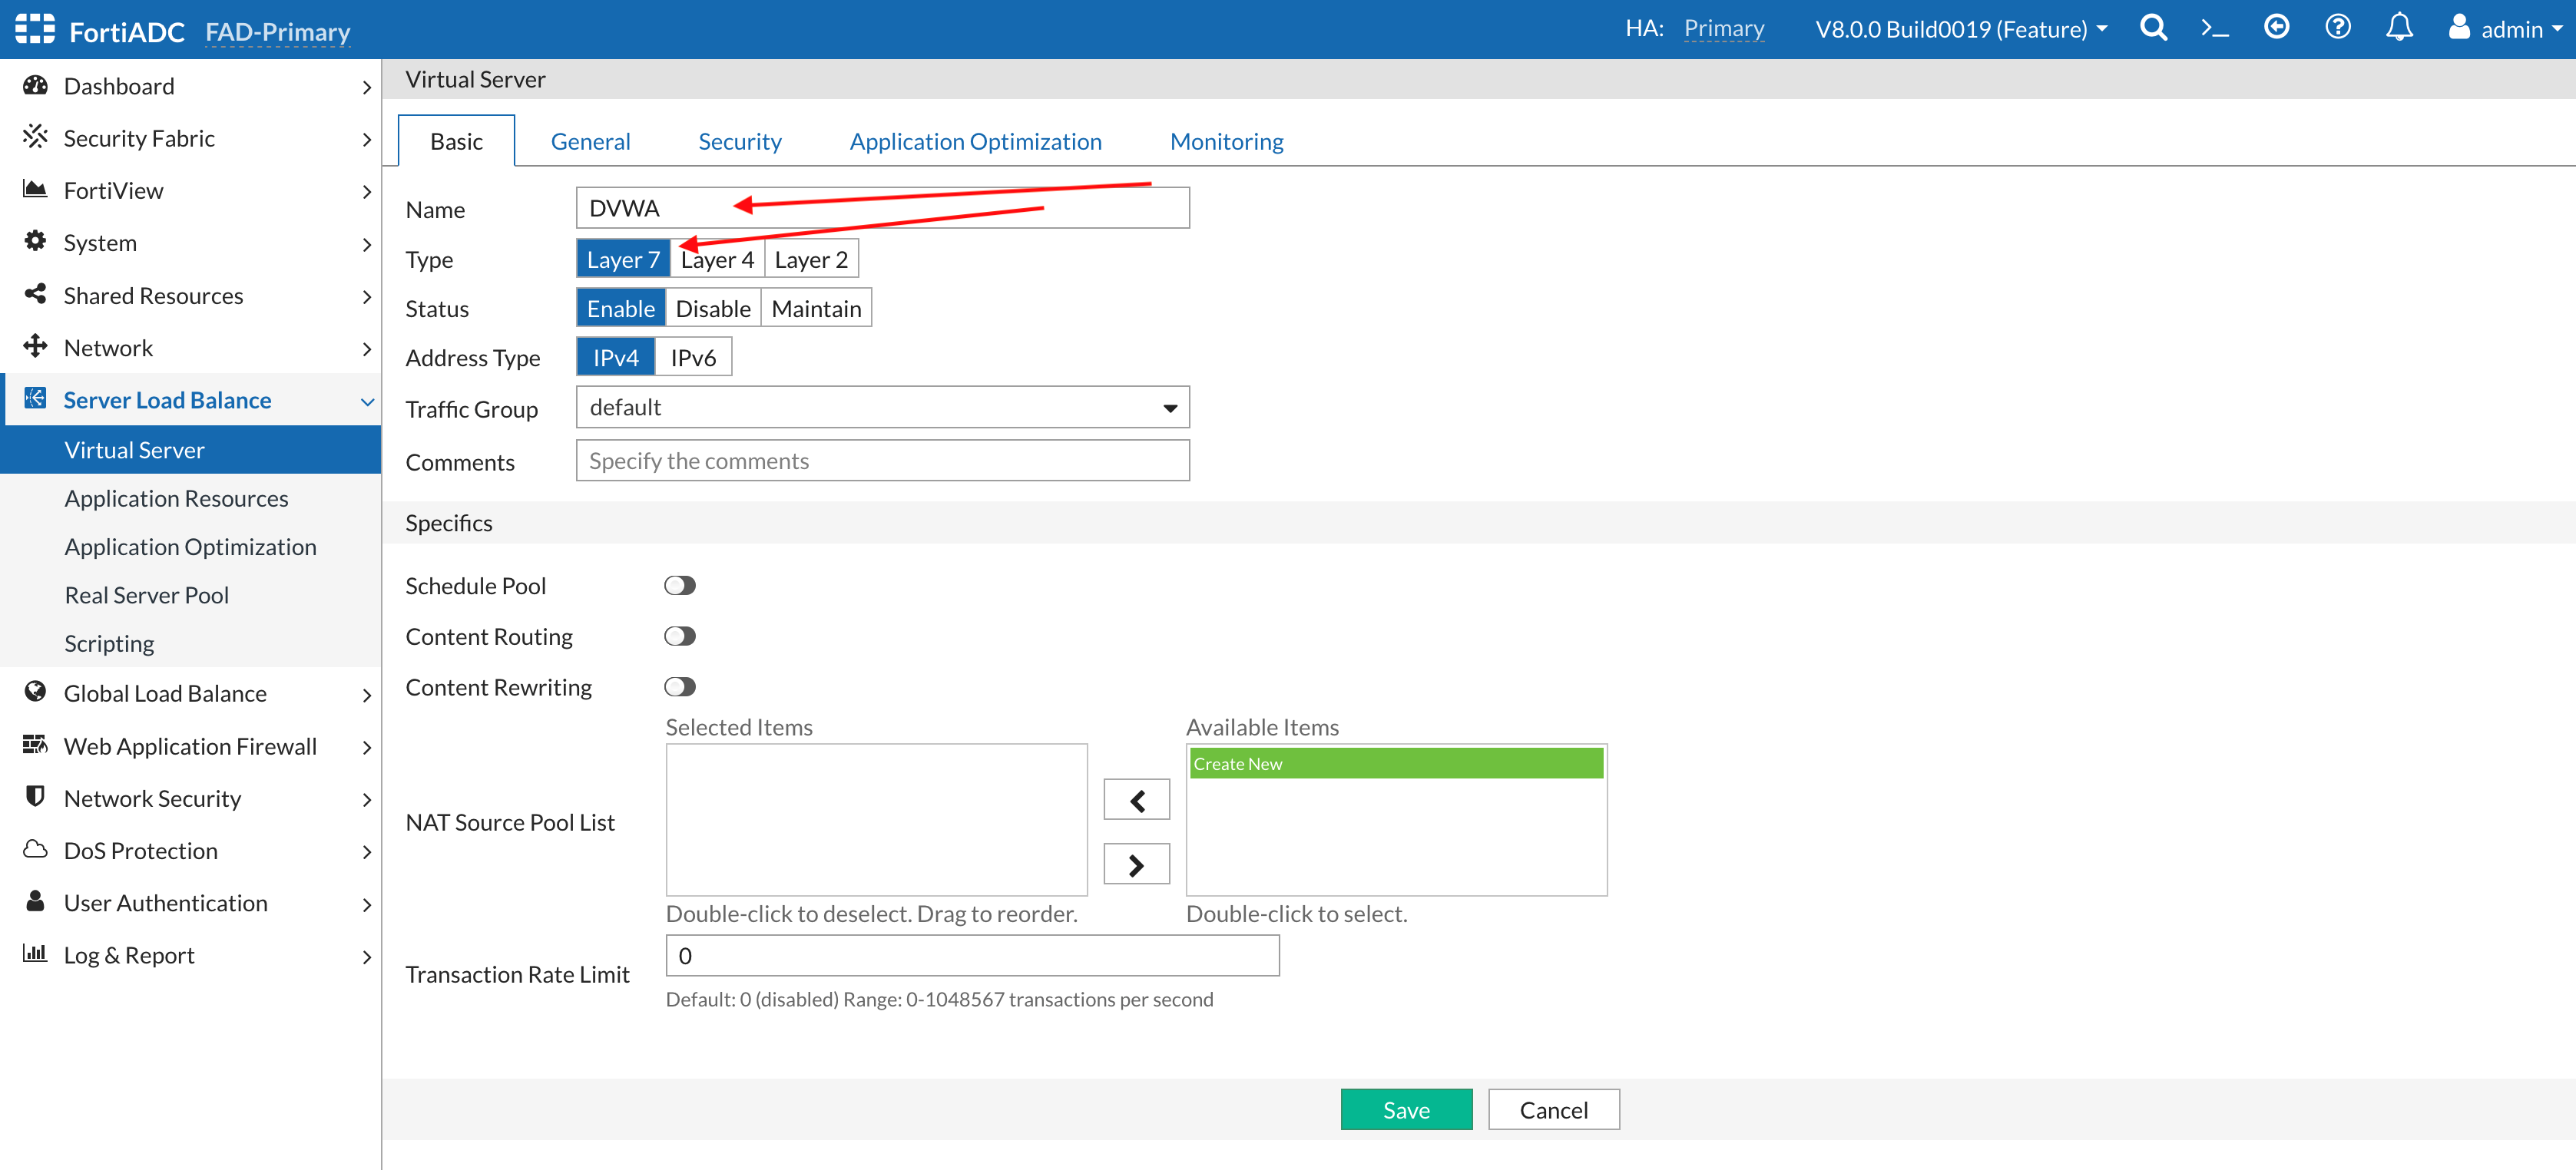 FortiADC FAD-Primary HA: Primary V8.0.0 Build0019 (Feature) admin
Dashboard
Security Fabric
FortiView
System
Shared Resources
Network
Server Load Balance
Virtual Server
Application Resources
Application Optimization
Real Server Pool
Scripting
Global Load Balance
Web Application Firewall
Network Security
DoS Protection
User Authentication
Log & Report
Virtual Server
Basic General Security Application Optimization Monitoring
Name DVWA
Type Layer 7 Layer 4 Layer 2
Status Enable Disable Maintain
Address Type IPv4 IPv6
Traffic Group default
Comments Specify the comments
Specifics
Schedule Pool
Content Routing
Content Rewriting
Selected Items Available Items
Create New
NAT Source Pool List
Double-click to deselect. Drag to reorder. Double-click to select.
Transaction Rate Limit 0
Default: 0 (disabled) Range: 0-1048567 transactions per second
Save Cancel